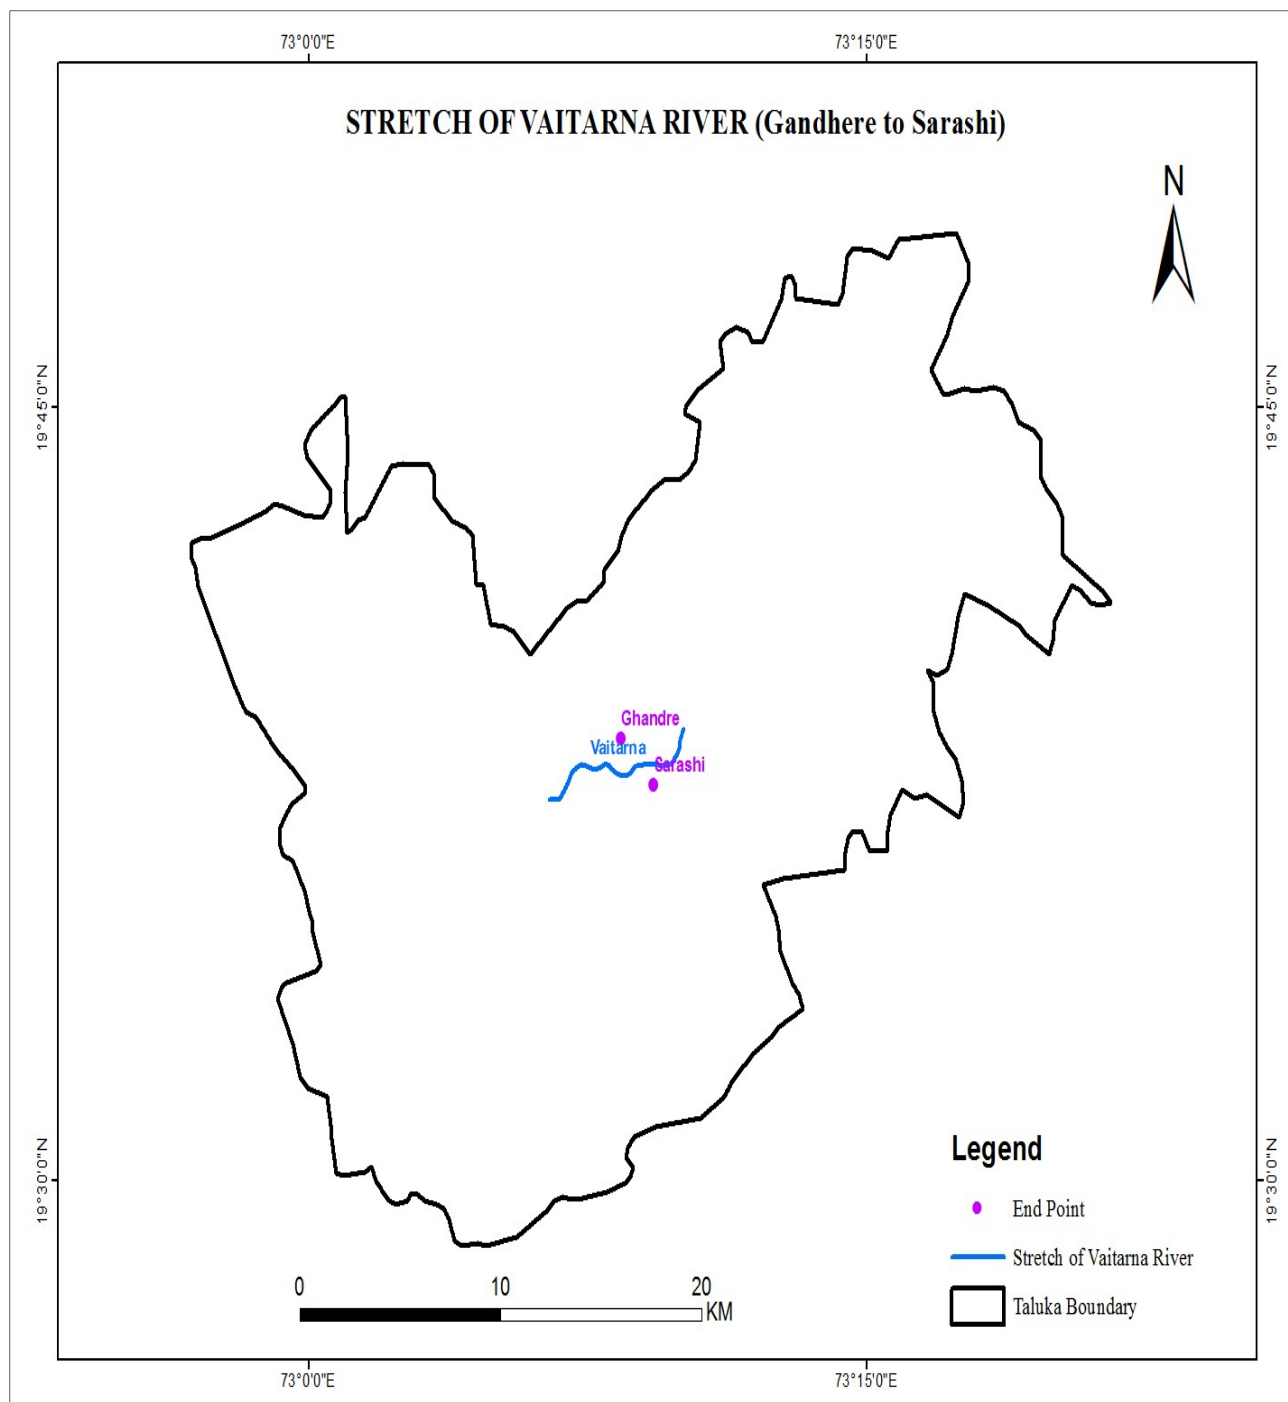 73°0'0"E
73°15'0"E
STRETCH OF VAITARNA RIVER (Gandhere to Sarashi)
N
19°45'0"N
19°45'0"N
Ghandre
Vaitarna
Sarashi
Legend
End Point
Stretch of Vaitarna River
Taluka Boundary
19°30'0"N
19°30'0"N
0 10 20
KM
73°0'0"E
73°15'0"E